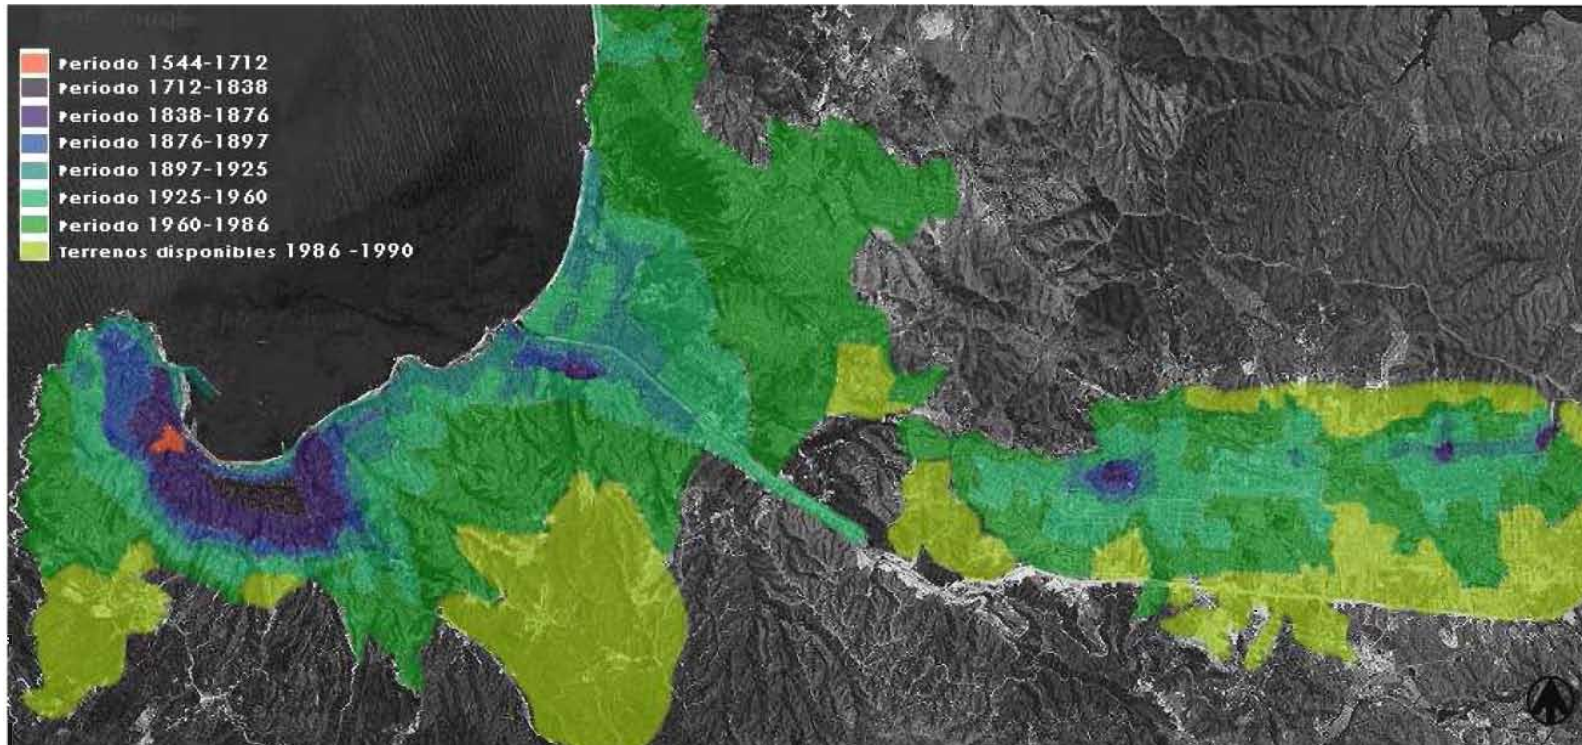 Periodo 1544-1712
Periodo 1712-1838
Periodo 1838-1876
Periodo 1876-1897
Periodo 1897-1925
Periodo 1925-1960
Periodo 1960-1986
Terrenos disponibles 1986 -1990